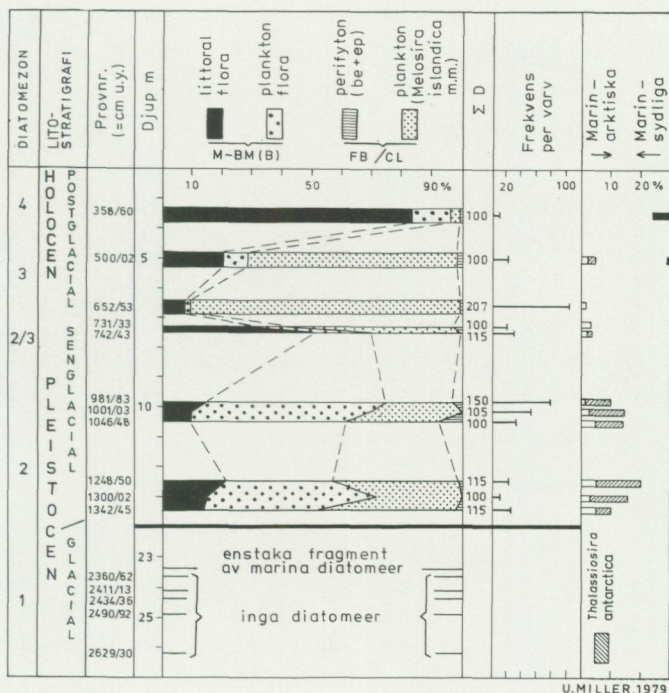 DIATOMEZON
LITO-
STRATIGRAFI
Provnr.
(=cm u.y.)
Djup m
littoral
flora
plankton
flora
perifyton
(be+ep)
plankton
(Melosira
islandica
m.m.)
M-BM(B)
FB/CL
Σ D
Frekvens
per varv
Marin-
arktiska
Marin-
sydliga
10
50
90%
20
100
10
20%
4
3
2/3
2
1
HOLOCEN
PLEISTOCEN
POSTGLACIAL
SENGLACIAL
GLACIAL
358/60
100
500/02
5
100
652/53
207
731/33
100
742/43
115
981/83
150
1001/03
10
105
1046/48
100
1248/50
115
1300/02
100
1342/45
115
23
enstaka fragment
av marina diatomeer
2360/62
2411/13
2434/36
2490/92
25
inga diatomeer
2629/30
Thalassiosira
antarctica
U.MILLER.1979